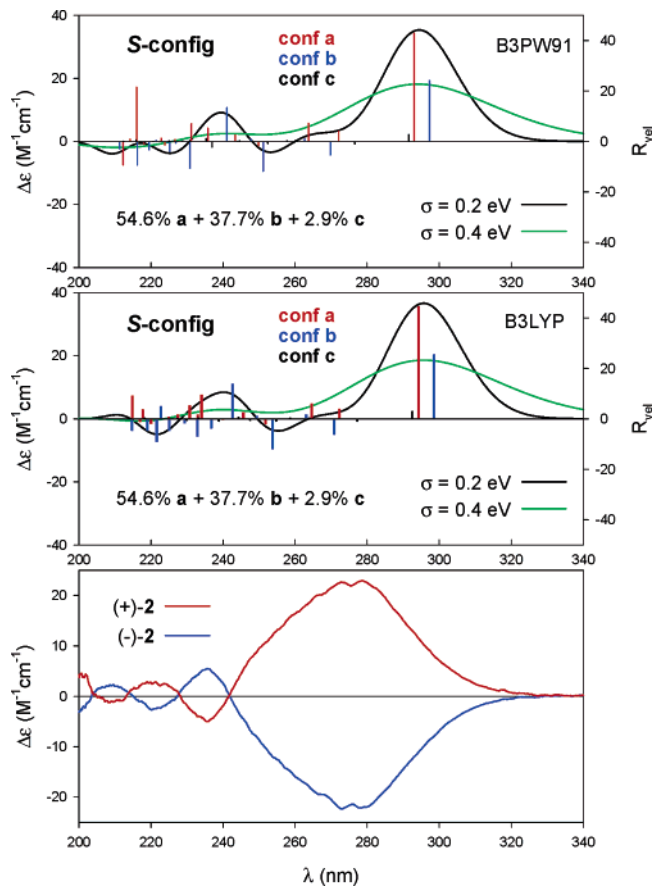 S-config
conf a
conf b
conf c
B3PW91
Δε (M⁻¹cm⁻¹)
R_vel
40
20
0
-20
-40
40
20
0
-20
-40
54.6% a + 37.7% b + 2.9% c
σ = 0.2 eV
σ = 0.4 eV
200 220 240 260 280 300 320 340
S-config
conf a
conf b
conf c
B3LYP
Δε (M⁻¹cm⁻¹)
R_vel
40
20
0
-20
-40
40
20
0
-20
-40
54.6% a + 37.7% b + 2.9% c
σ = 0.2 eV
σ = 0.4 eV
200 220 240 260 280 300 320 340
(+)-2
(-)-2
Δε (M⁻¹cm⁻¹)
20
10
0
-10
-20
200 220 240 260 280 300 320 340
λ (nm)